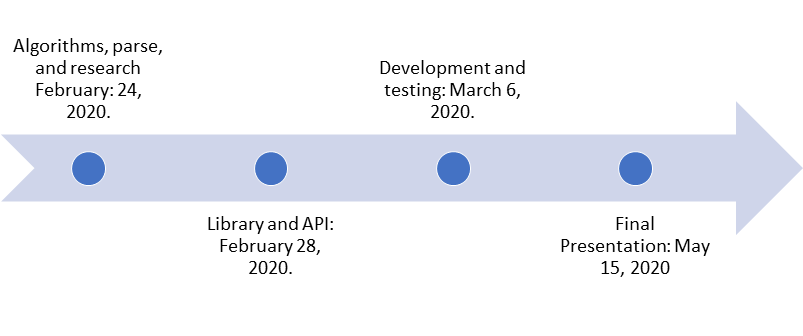 Algorithms, parse,
and research
February: 24,
2020.
Library and API:
February 28,
2020.
Development and
testing: March 6,
2020.
Final
Presentation: May
15, 2020